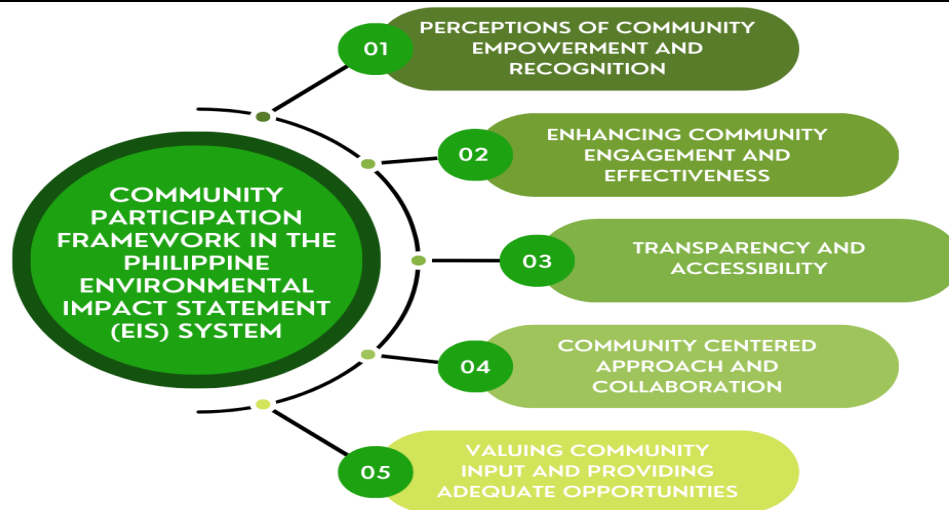 COMMUNITY
PARTICIPATION
FRAMEWORK IN THE
PHILIPPINE
ENVIRONMENTAL
IMPACT STATEMENT
(EIS) SYSTEM
01
PERCEPTIONS OF COMMUNITY
EMPOWERMENT AND
RECOGNITION
02
ENHANCING COMMUNITY
ENGAGEMENT AND
EFFECTIVENESS
03
TRANSPARENCY AND
ACCESSIBILITY
04
COMMUNITY CENTERED
APPROACH AND
COLLABORATION
05
VALUING COMMUNITY
INPUT AND PROVIDING
ADEQUATE OPPORTUNITIES